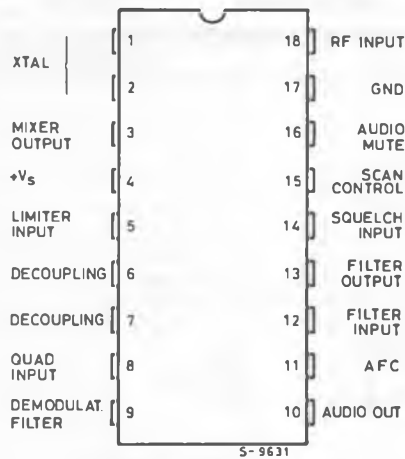 XTAL
1
2
MIXER
OUTPUT
3
+Vs
4
LIMITER
INPUT
5
DECOUPLING
6
DECOUPLING
7
QUAD
INPUT
8
DEMODULAT.
FILTER
9
18
RF INPUT
17
GND
16
AUDIO
MUTE
15
SCAN
CONTROL
14
SQUELCH
INPUT
13
FILTER
OUTPUT
12
FILTER
INPUT
11
AFC
10
AUDIO OUT
S-9631